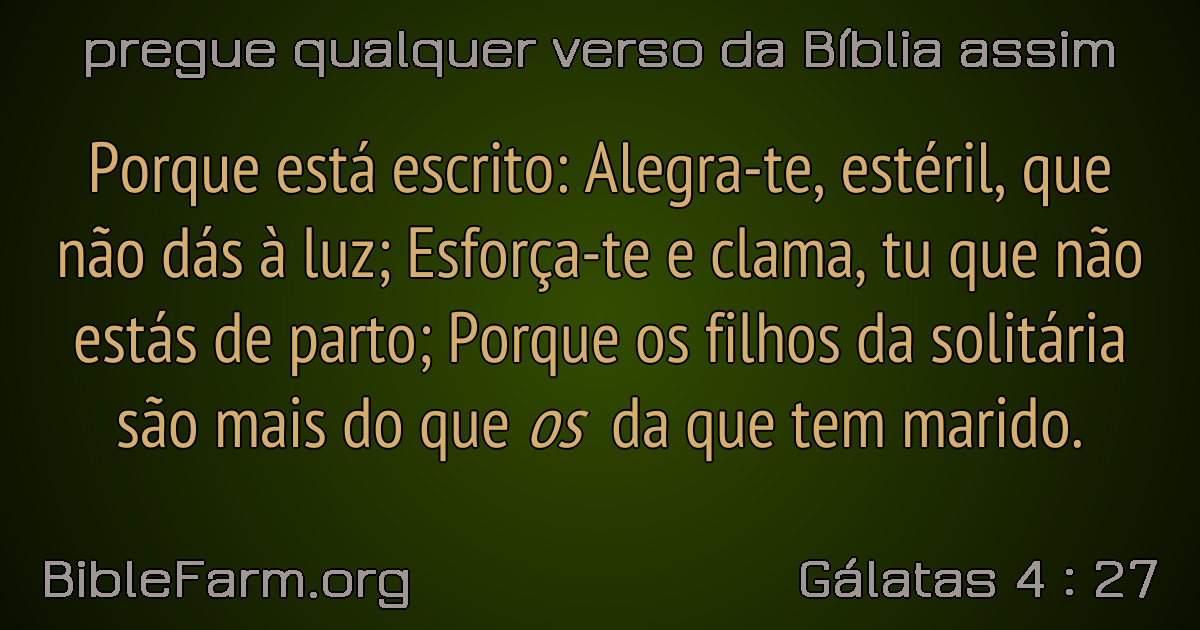 pregue qualquer verso da Bíblia assim
Porque está escrito: Alegra-te, estéril, que
não dás à luz; Esforça-te e clama, tu que não
estás de parto; Porque os filhos da solitária
são mais do que os da que tem marido.
BibleFarm.org
Gálatas 4 : 27